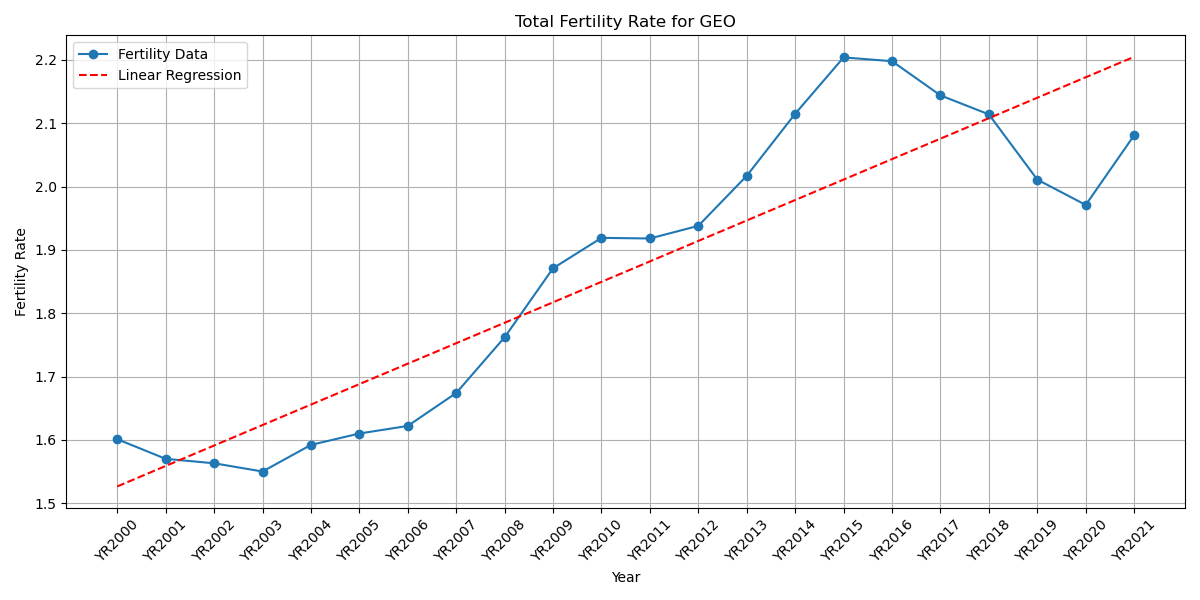 Total Fertility Rate for GEO
Fertility Data
Linear Regression
Fertility Rate
2.2
2.1
2.0
1.9
1.8
1.7
1.6
1.5
YR2000
YR2001
YR2002
YR2003
YR2004
YR2005
YR2006
YR2007
YR2008
YR2009
YR2010
YR2011
YR2012
YR2013
YR2014
YR2015
YR2016
YR2017
YR2018
YR2019
YR2020
YR2021
Year